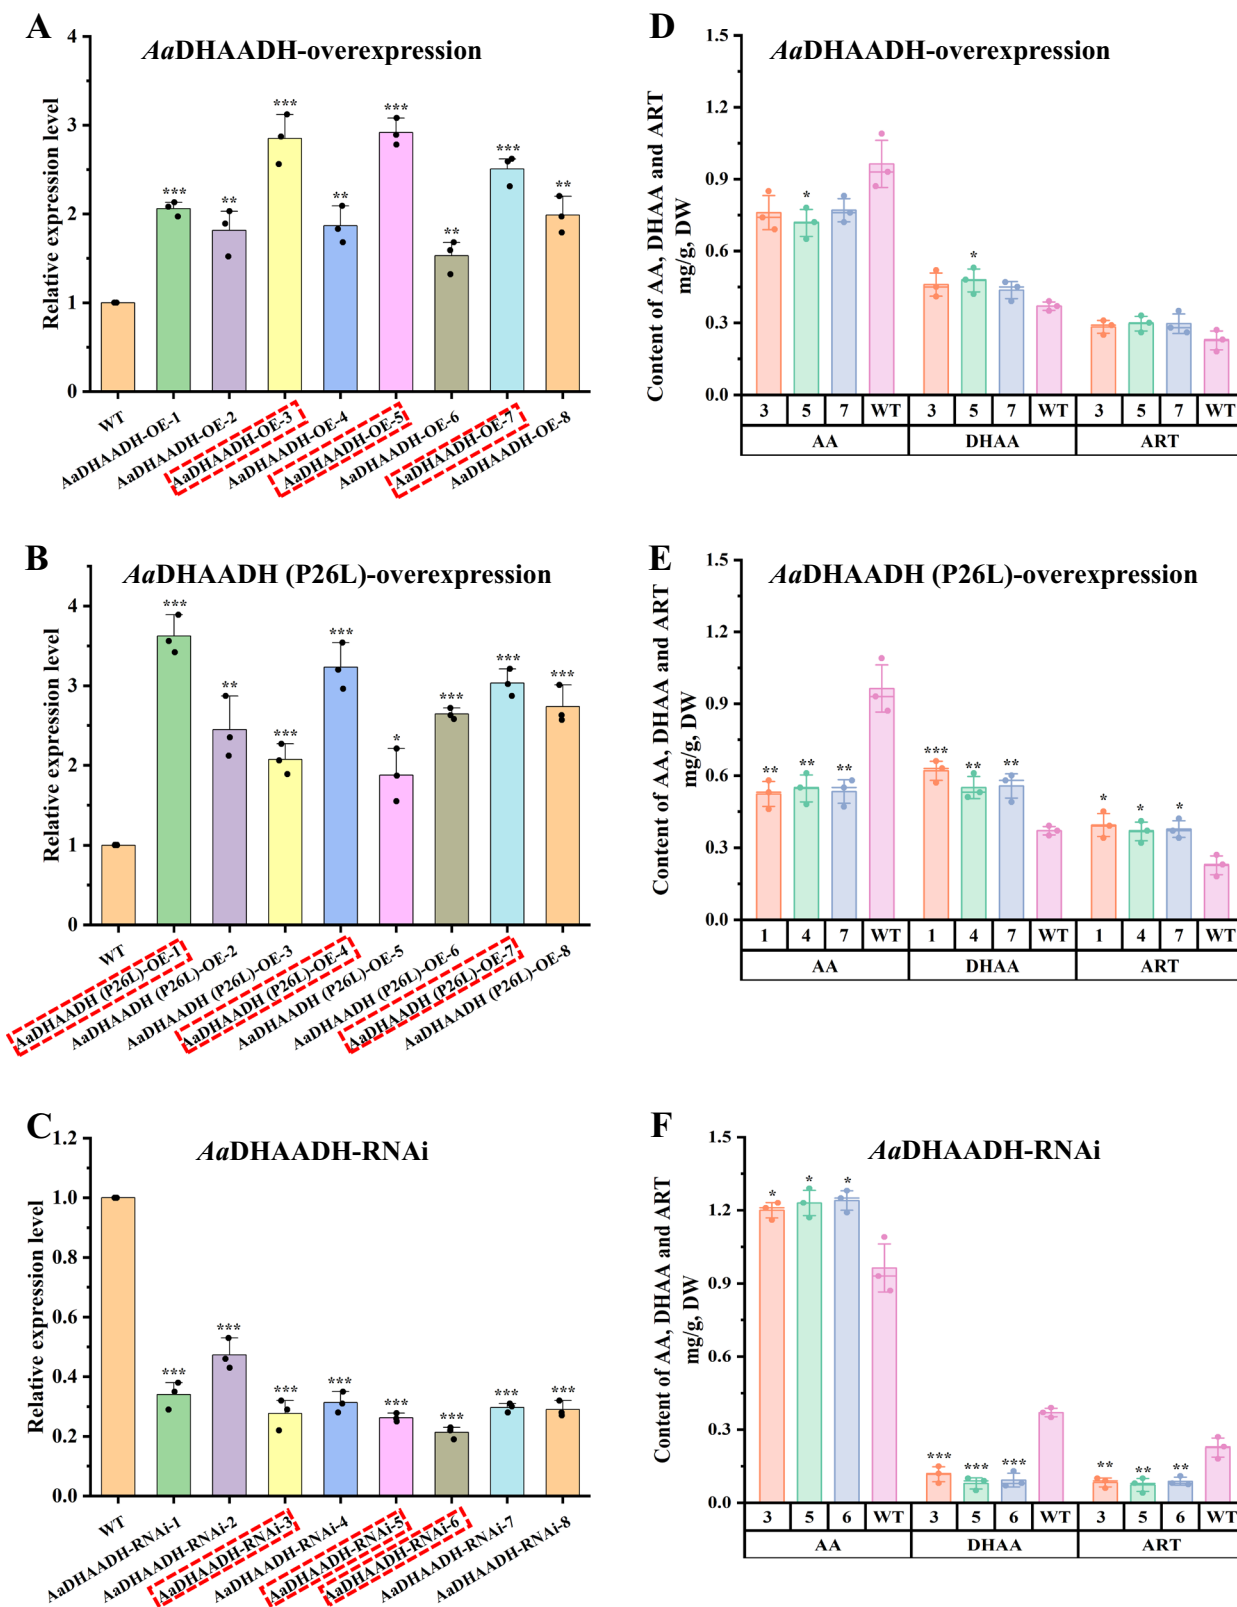 A
AaDHAADH-overexpression
Relative expression level
4
3
2
1
0
*** ** *** ** *** ** *** **
WT
AaDHAADH-OE-1
AaDHAADH-OE-2
AaDHAADH-OE-3
AaDHAADH-OE-4
AaDHAADH-OE-5
AaDHAADH-OE-6
AaDHAADH-OE-7
AaDHAADH-OE-8
D
AaDHAADH-overexpression
Content of AA, DHAA and ART
mg/g, DW
1.5
1.2
0.9
0.6
0.3
0.0
* *
3 5 7 WT 3 5 7 WT 3 5 7 WT
AA DHAA ART
B
AaDHAADH (P26L)-overexpression
Relative expression level
4
3
2
1
0
*** ** *** *** * *** *** ***
WT
AaDHAADH (P26L)-OE-1
AaDHAADH (P26L)-OE-2
AaDHAADH (P26L)-OE-3
AaDHAADH (P26L)-OE-4
AaDHAADH (P26L)-OE-5
AaDHAADH (P26L)-OE-6
AaDHAADH (P26L)-OE-7
AaDHAADH (P26L)-OE-8
E
AaDHAADH (P26L)-overexpression
Content of AA, DHAA and ART
mg/g, DW
1.5
1.2
0.9
0.6
0.3
0.0
** ** ** *** ** ** * * *
1 4 7 WT 1 4 7 WT 1 4 7 WT
AA DHAA ART
C
AaDHAADH-RNAi
Relative expression level
1.2
1.0
0.8
0.6
0.4
0.2
0.0
*** *** *** *** *** *** *** ***
WT
AaDHAADH-RNAi-1
AaDHAADH-RNAi-2
AaDHAADH-RNAi-3
AaDHAADH-RNAi-4
AaDHAADH-RNAi-5
AaDHAADH-RNAi-6
AaDHAADH-RNAi-7
AaDHAADH-RNAi-8
F
AaDHAADH-RNAi
Content of AA, DHAA and ART
mg/g, DW
1.5
1.2
0.9
0.6
0.3
0.0
* * * *** *** *** ** ** **
3 5 6 WT 3 5 6 WT 3 5 6 WT
AA DHAA ART